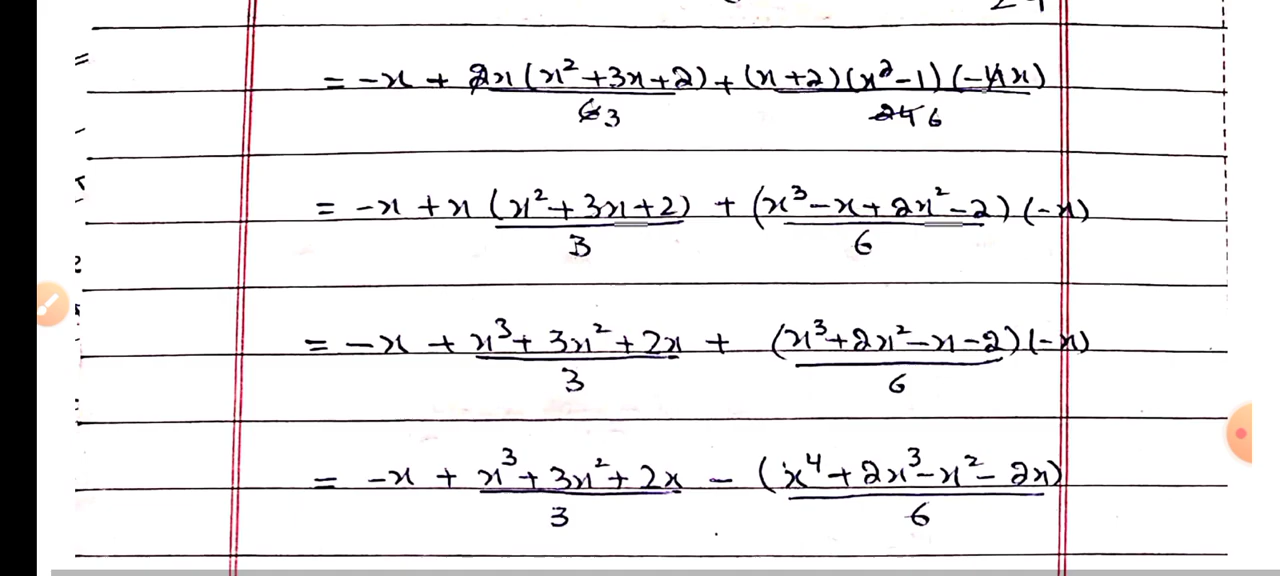 = -x + 2x(x²+3x+2)/6 3 + (x+2)(x²-1)(-4x)/24 6
= -x + x (x²+3x+2)/3 + (x³-x+2x²-2)(-x)/6
= -x + x³+3x²+2x/3 + (x³+2x²-x-2)(-x)/6
= -x + x³+3x²+2x/3 - (x⁴+2x³-x²-2x)/6